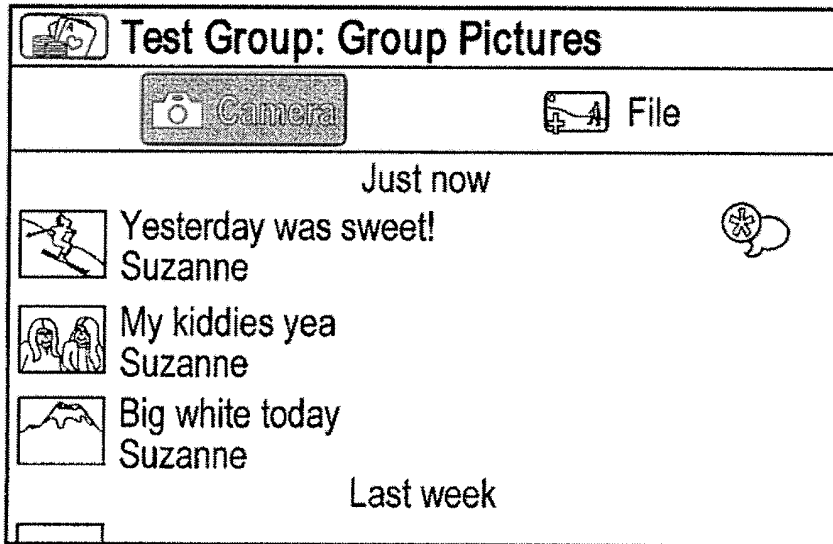 Test Group: Group Pictures
Camera
File
Just now
Yesterday was sweet!
Suzanne
My kiddies yea
Suzanne
Big white today
Suzanne
Last week